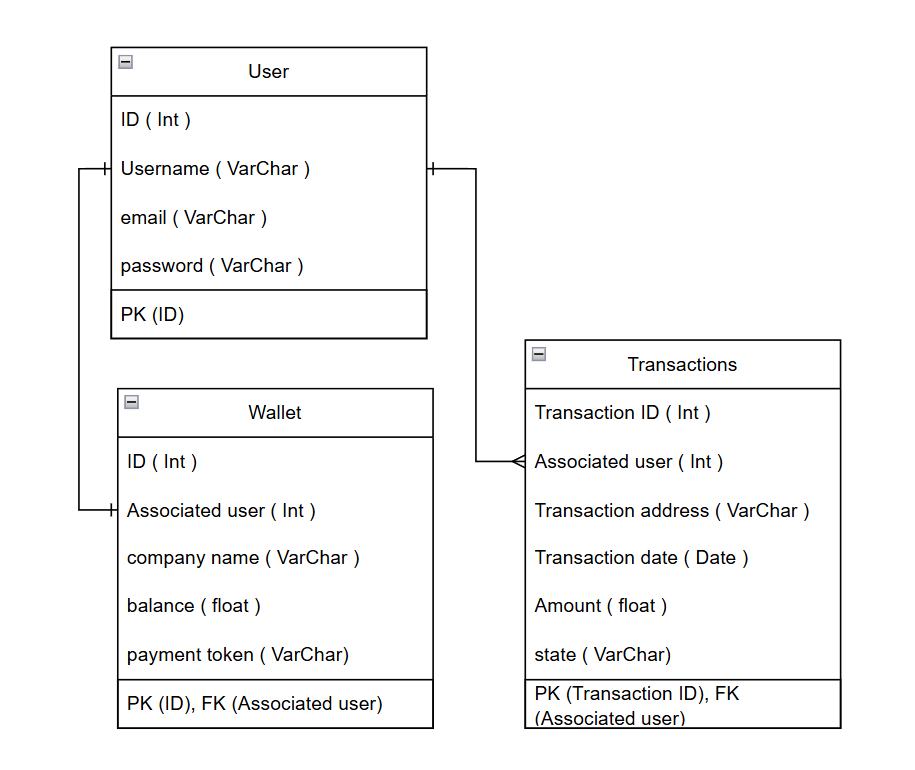 User
ID ( Int )
Username ( VarChar )
email ( VarChar )
password ( VarChar )
PK (ID)
Wallet
ID ( Int )
Associated user ( Int )
company name ( VarChar )
balance ( float )
payment token ( VarChar)
PK (ID), FK (Associated user)
Transactions
Transaction ID ( Int )
Associated user ( Int )
Transaction address ( VarChar )
Transaction date ( Date )
Amount ( float )
state ( VarChar)
PK (Transaction ID), FK
(Associated user)